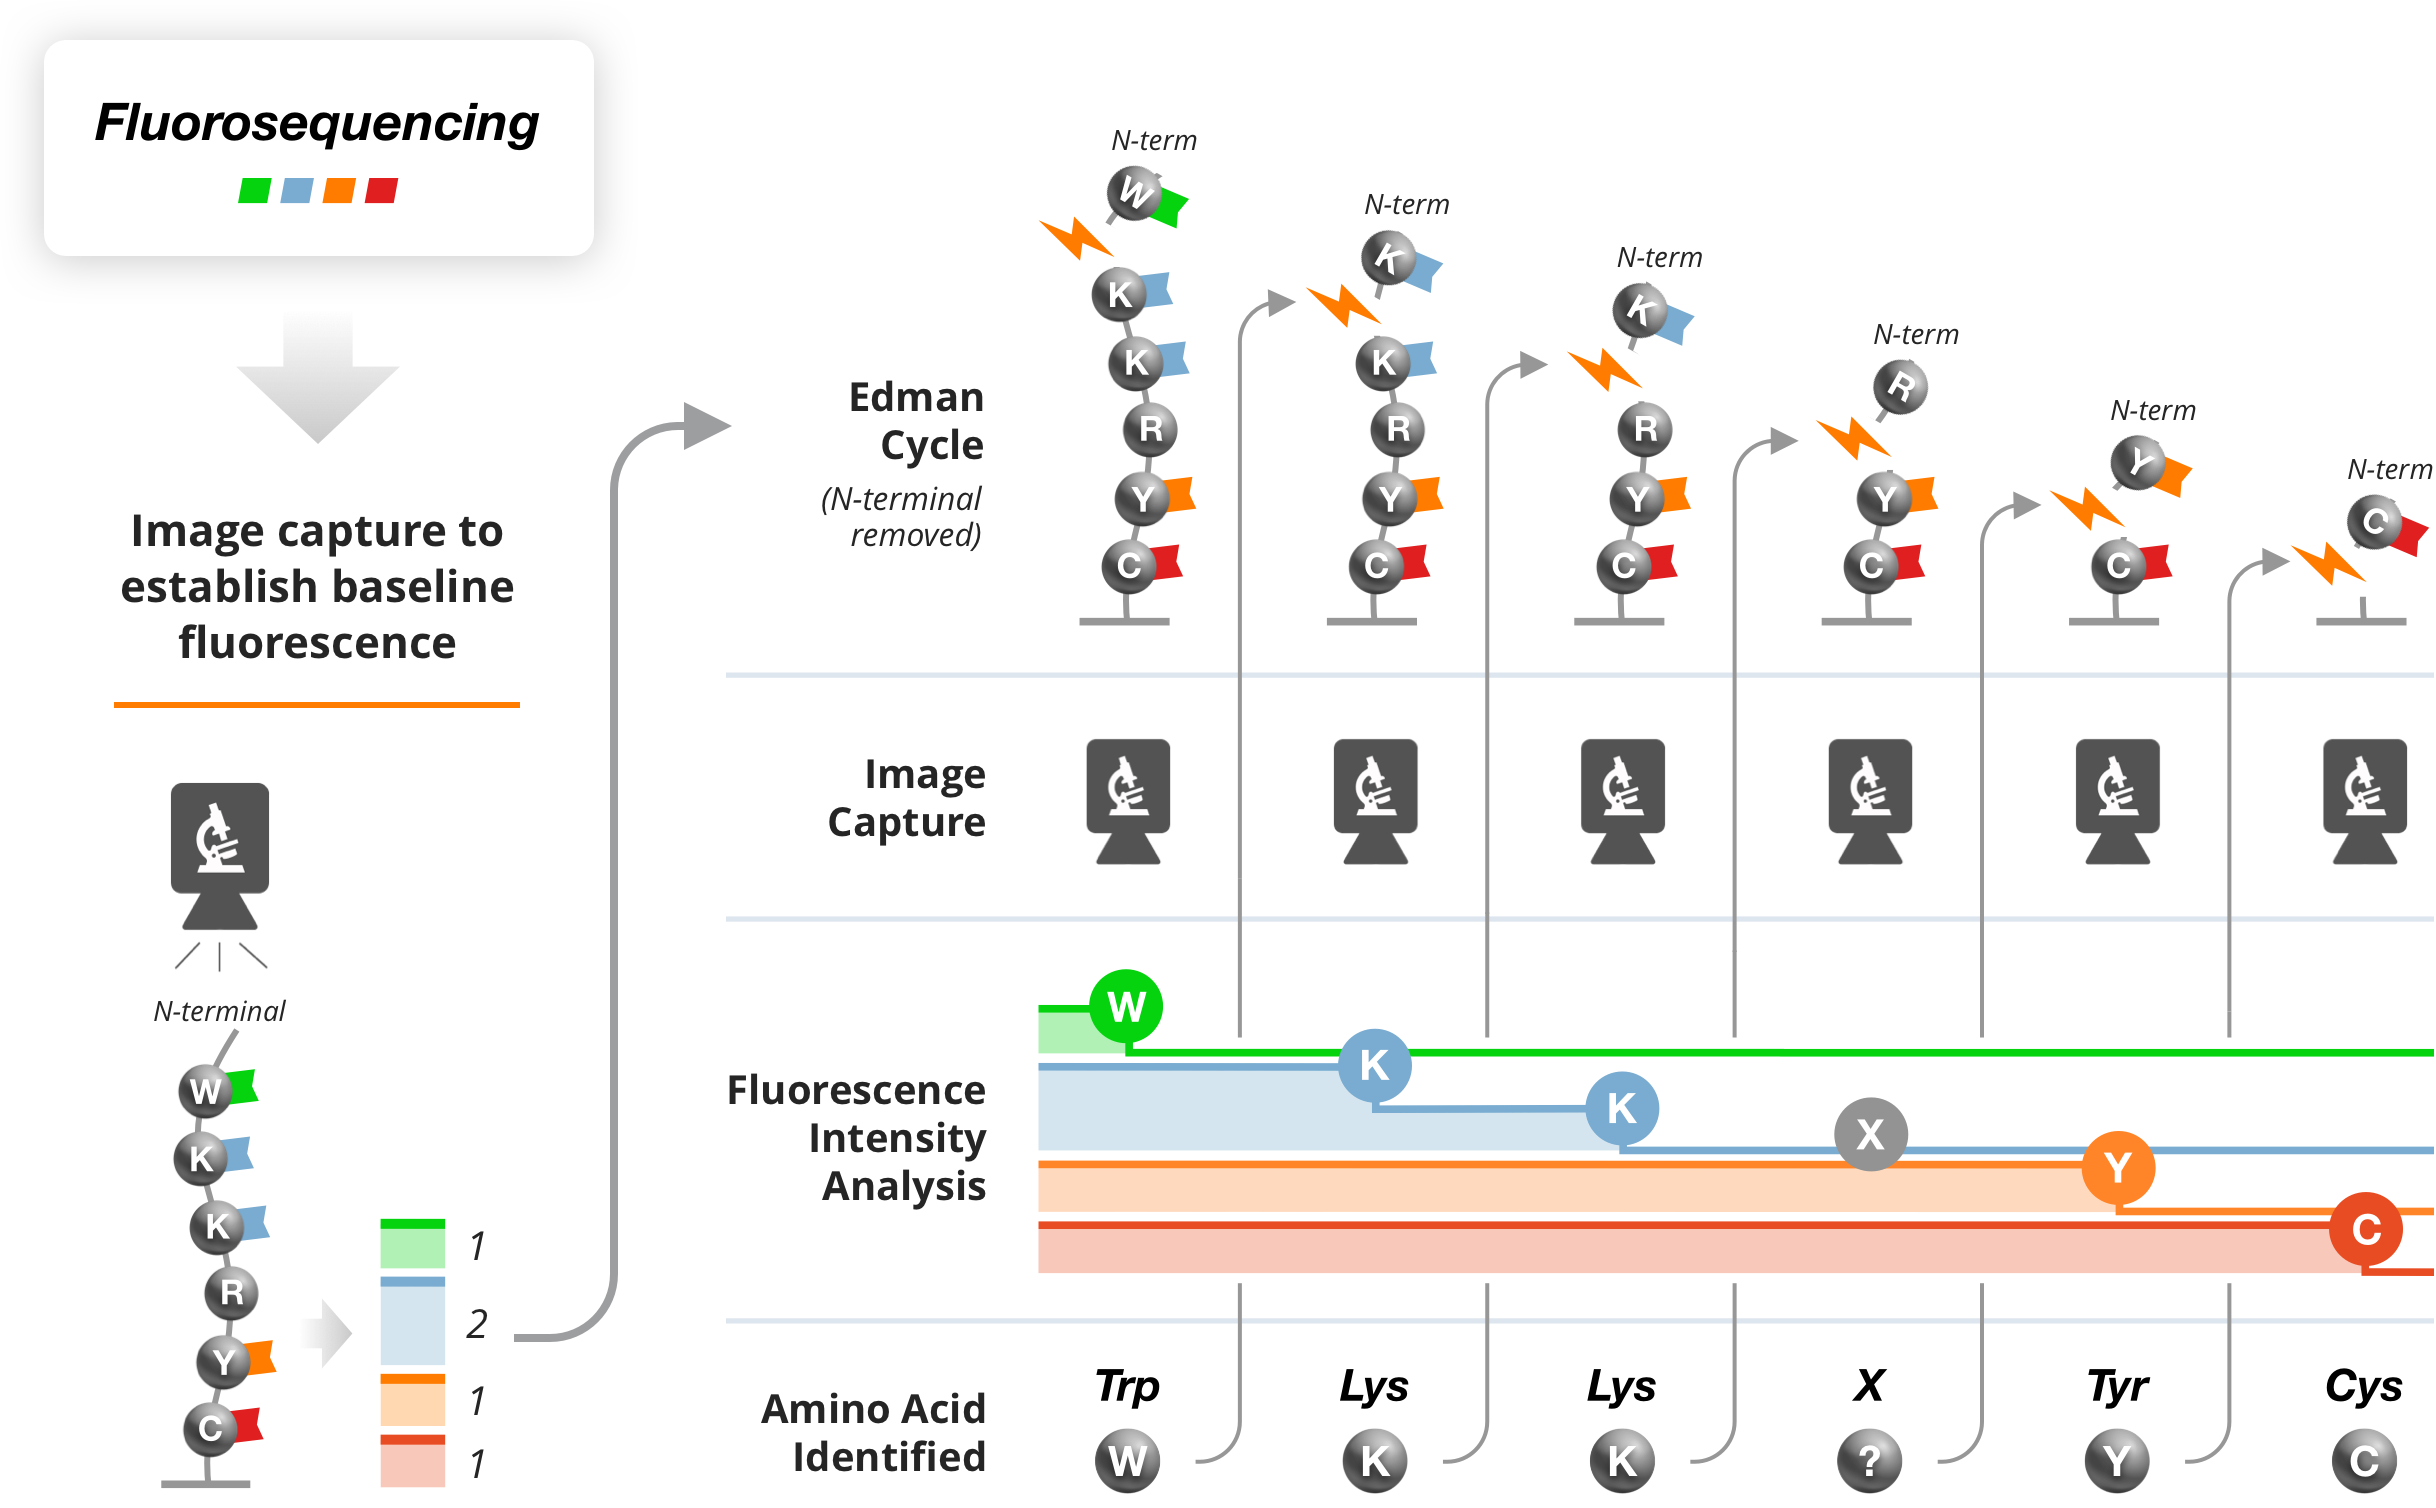 Fluorosequencing
Image capture to
establish baseline
fluorescence
N-terminal
W
K
K
R
Y
C
1
2
1
1
Edman
Cycle
(N-terminal
removed)
N-term
W
K
K
R
Y
C
N-term
K
K
R
Y
C
N-term
K
R
Y
C
N-term
R
Y
C
N-term
Y
C
N-term
C
Image
Capture
Fluorescence
Intensity
Analysis
W
K
K
X
Y
C
Amino Acid
Identified
Trp Lys Lys X Tyr Cys
W K K ? Y C